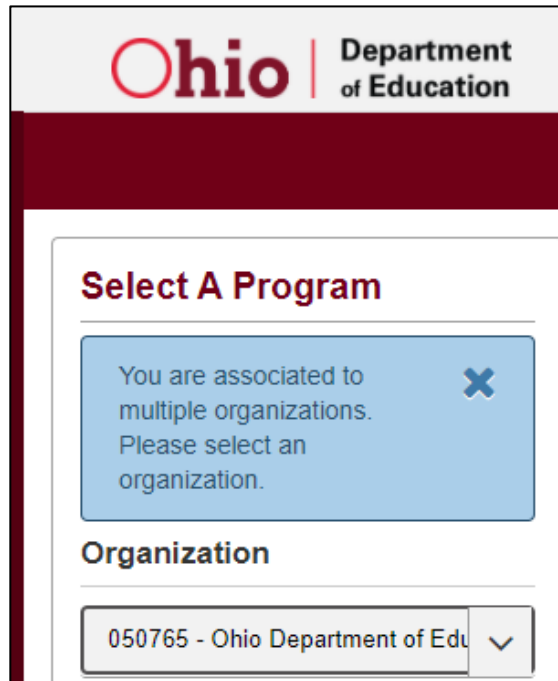 Ohio
Department
of Education
Select A Program
You are associated to
multiple organizations.
Please select an
organization.
Organization
050765 - Ohio Department of Edu